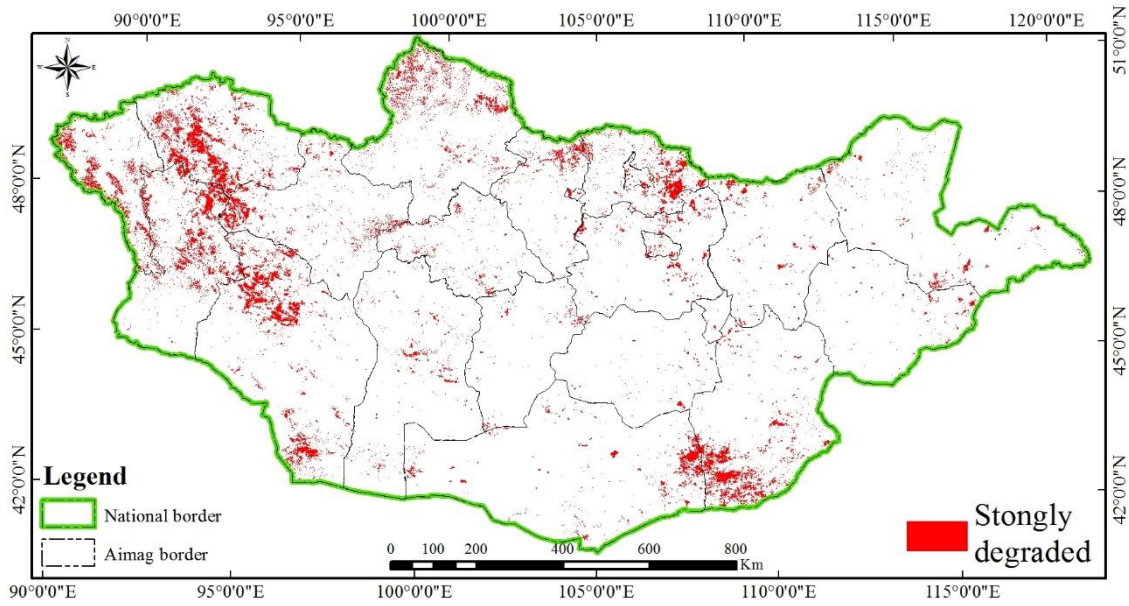 90°0'0"E 95°0'0"E 100°0'0"E 105°0'0"E 110°0'0"E 115°0'0"E 120°0'0"E
N
W E
S
51°0'0"N
48°0'0"N
48°0'0"N
45°0'0"N
45°0'0"N
42°0'0"N
42°0'0"N
Legend
National border
Aimag border
0 100 200 400 600 800
Km
Stongly
degraded
90°0'0"E 95°0'0"E 100°0'0"E 105°0'0"E 110°0'0"E 115°0'0"E